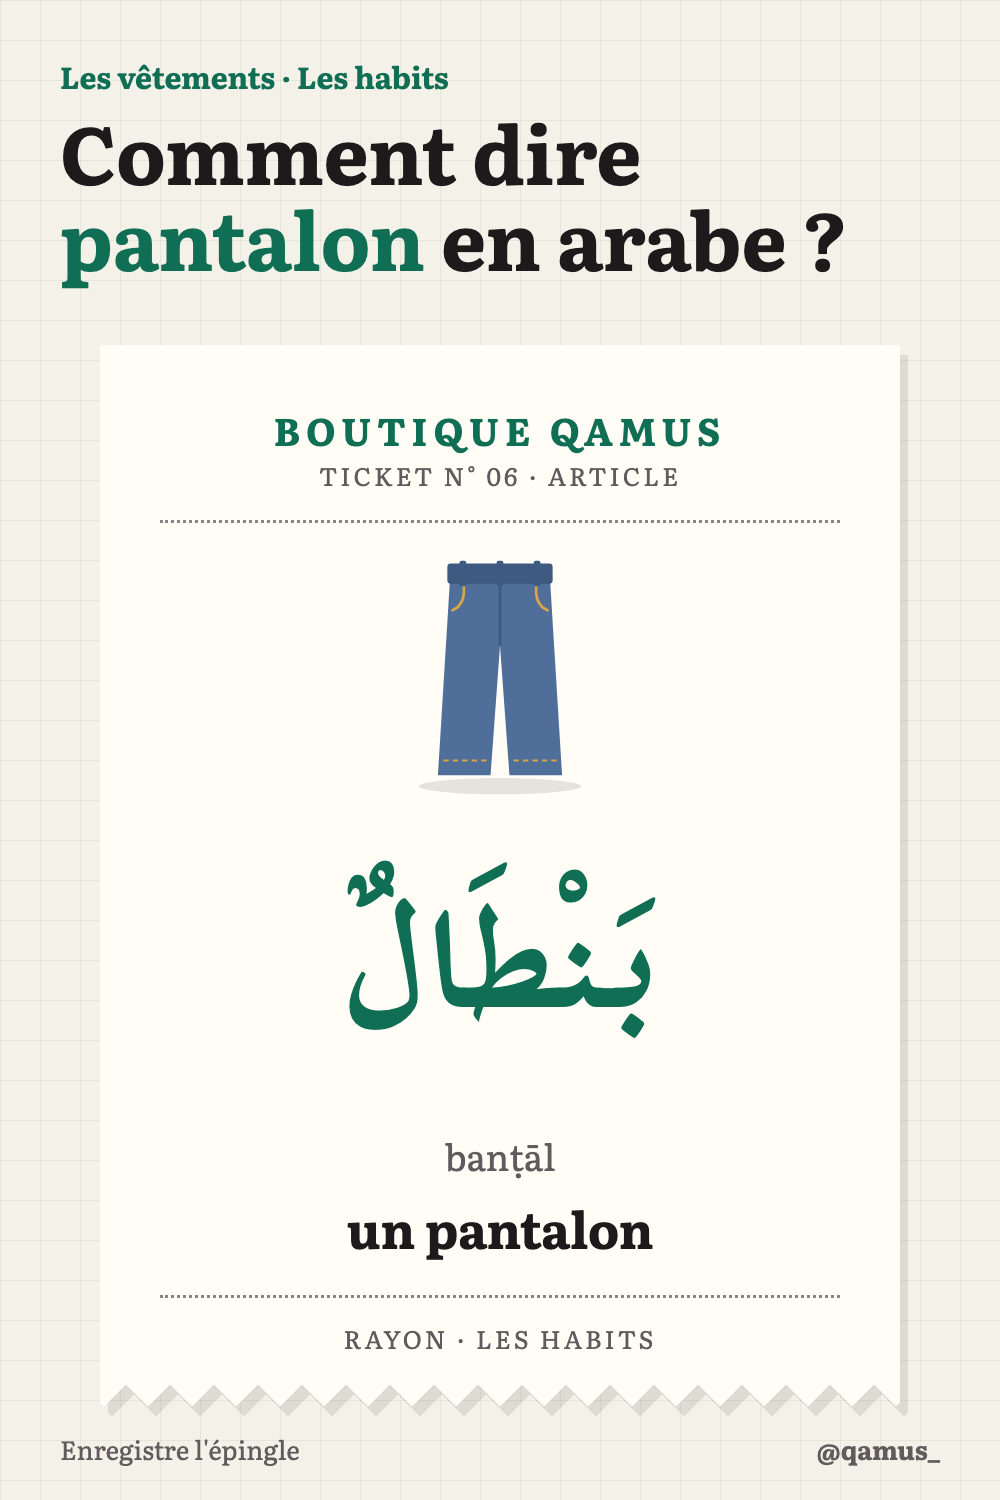 Les vêtements · Les habits
Comment dire
pantalon en arabe ?
BOUTIQUE QAMUS
TICKET N° 06 · ARTICLE
بَنْطَالٌ
banṭāl
un pantalon
RAYON · LES HABITS
Enregistre l'épingle
@qamus_